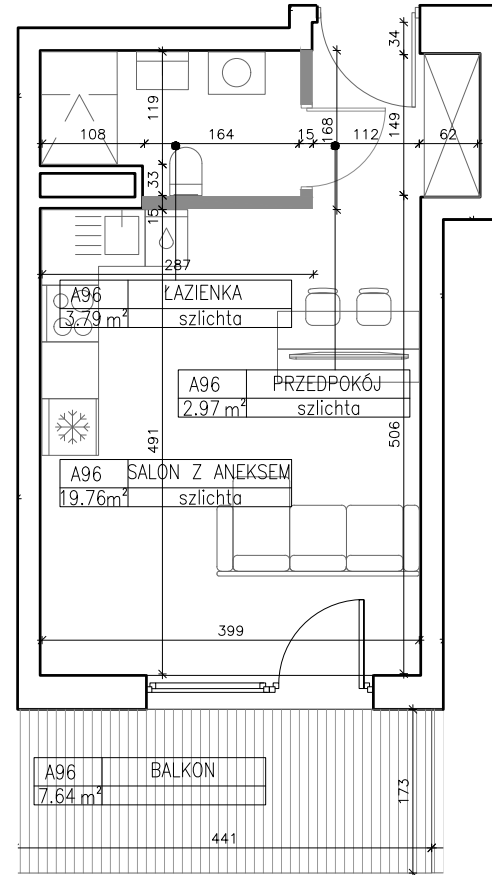 34
119
108
164
15
168
112
149
62
33
15
287
A96 ŁAZIENKA
3.79 m² szlichta
A96 PRZEDPOKÓJ
2.97 m² szlichta
491
506
A96 SALON Z ANEKSEM
19.76m² szlichta
399
A96 BALKON
7.64 m²
173
441